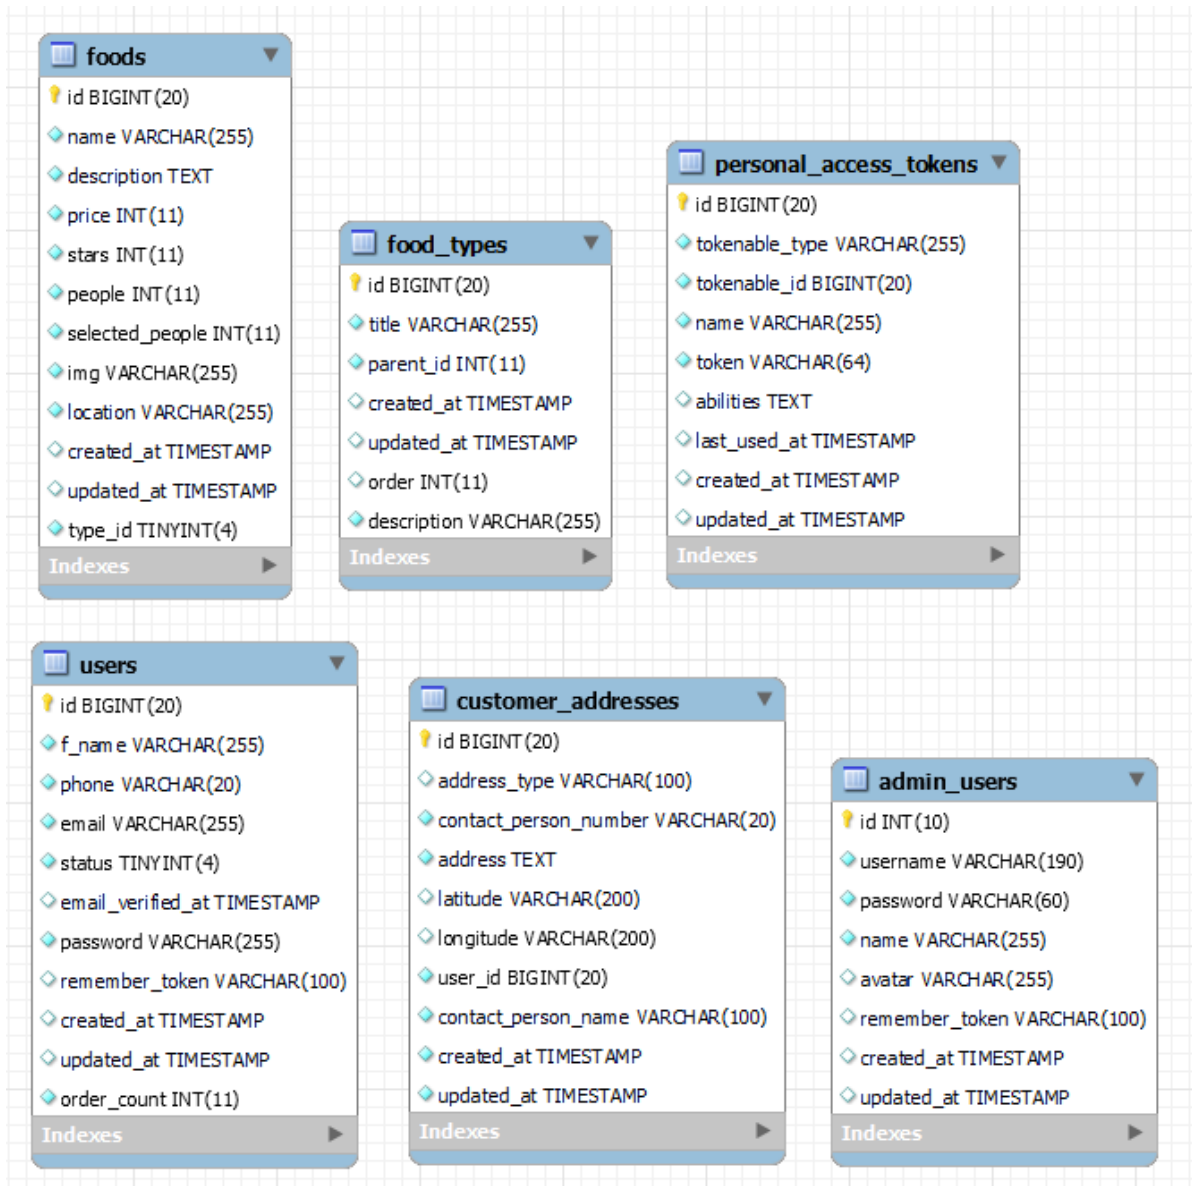 foods
id BIGINT(20)
name VARCHAR(255)
description TEXT
price INT(11)
stars INT(11)
people INT(11)
selected_people INT(11)
img VARCHAR(255)
location VARCHAR(255)
created_at TIMESTAMP
updated_at TIMESTAMP
type_id TINYINT(4)
Indexes
food_types
id BIGINT(20)
title VARCHAR(255)
parent_id INT(11)
created_at TIMESTAMP
updated_at TIMESTAMP
order INT(11)
description VARCHAR(255)
Indexes
personal_access_tokens
id BIGINT(20)
tokenable_type VARCHAR(255)
tokenable_id BIGINT(20)
name VARCHAR(255)
token VARCHAR(64)
abilities TEXT
last_used_at TIMESTAMP
created_at TIMESTAMP
updated_at TIMESTAMP
Indexes
users
id BIGINT(20)
f_name VARCHAR(255)
phone VARCHAR(20)
email VARCHAR(255)
status TINYINT(4)
email_verified_at TIMESTAMP
password VARCHAR(255)
remember_token VARCHAR(100)
created_at TIMESTAMP
updated_at TIMESTAMP
order_count INT(11)
Indexes
customer_addresses
id BIGINT(20)
address_type VARCHAR(100)
contact_person_number VARCHAR(20)
address TEXT
latitude VARCHAR(200)
longitude VARCHAR(200)
user_id BIGINT(20)
contact_person_name VARCHAR(100)
created_at TIMESTAMP
updated_at TIMESTAMP
Indexes
admin_users
id INT(10)
username VARCHAR(190)
password VARCHAR(60)
name VARCHAR(255)
avatar VARCHAR(255)
remember_token VARCHAR(100)
created_at TIMESTAMP
updated_at TIMESTAMP
Indexes